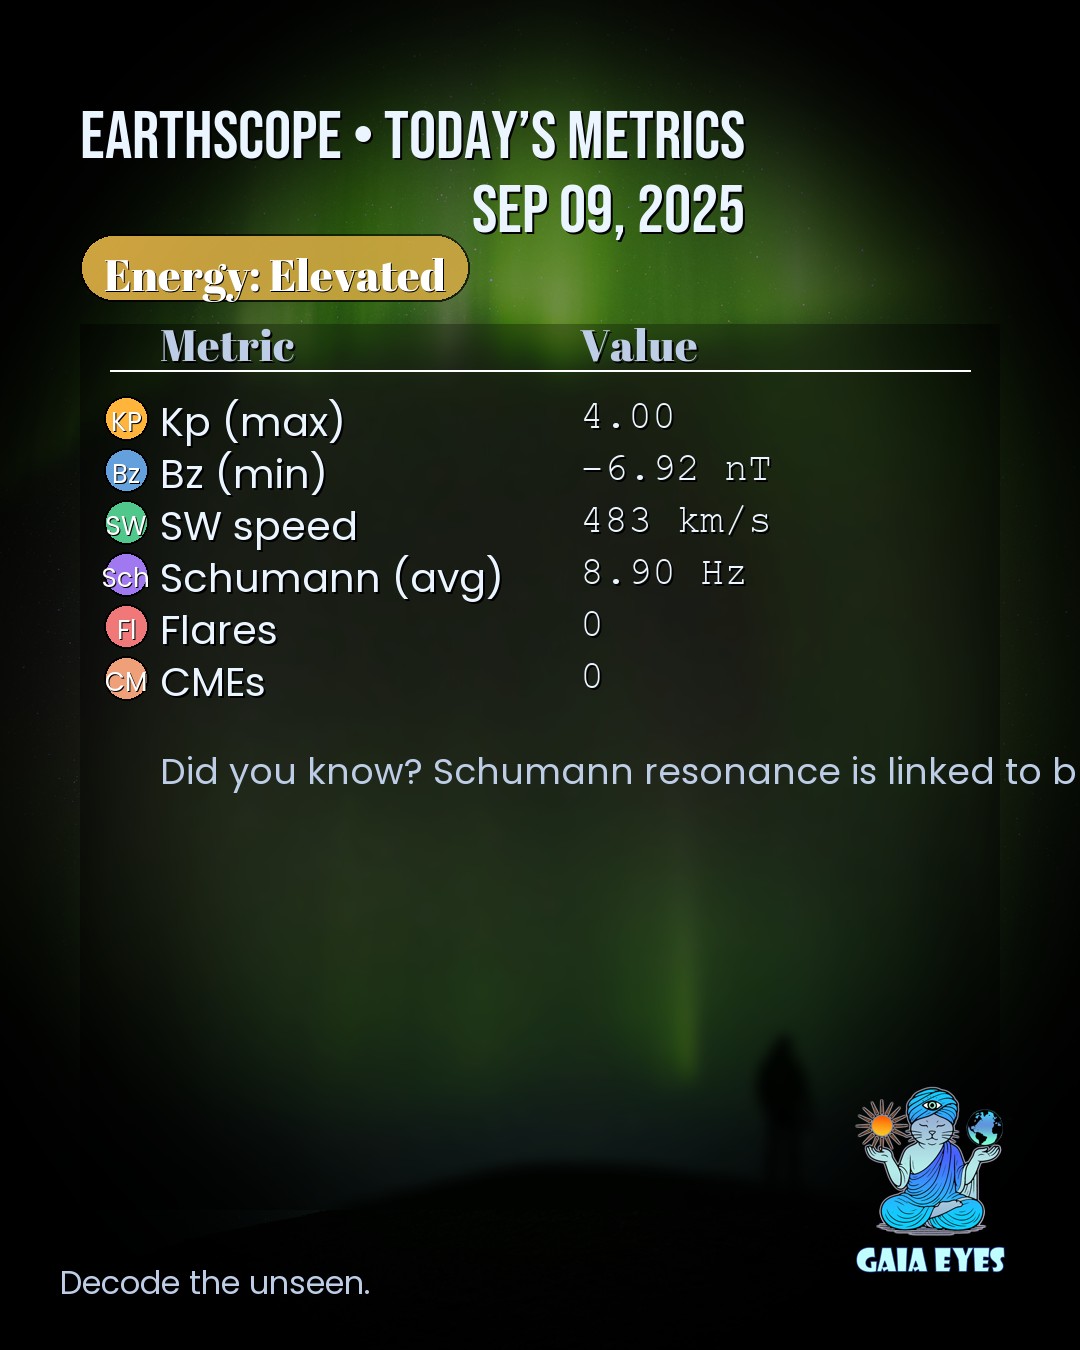 EARTHSCOPE • TODAY’S METRICS
SEP 09, 2025
Energy: Elevated
Metric Value
KP Kp (max) 4.00
Bz Bz (min) -6.92 nT
SW SW speed 483 km/s
Sch Schumann (avg) 8.90 Hz
Fl Flares 0
CM CMEs 0
Did you know? Schumann resonance is linked to b
GAIA EYES
Decode the unseen.